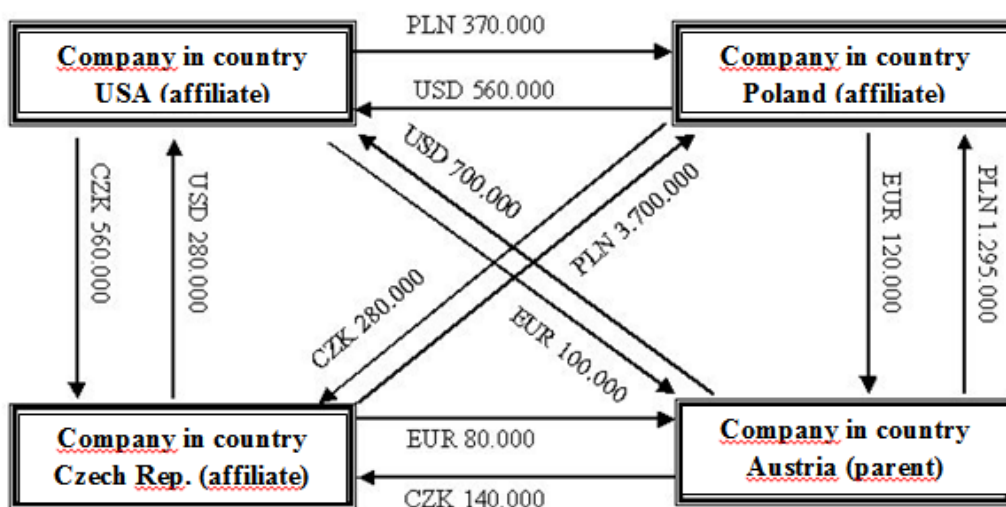 PLN 370.000
Company in country
USA (affiliate)
Company in country
Poland (affiliate)
USD 560.000
CZK 560.000
USD 280.000
USD 700.000
PLN 3.700.000
CZK 280.000
EUR 100.000
EUR 120.000
PLN 1.295.000
Company in country
Czech Rep. (affiliate)
EUR 80.000
CZK 140.000
Company in country
Austria (parent)